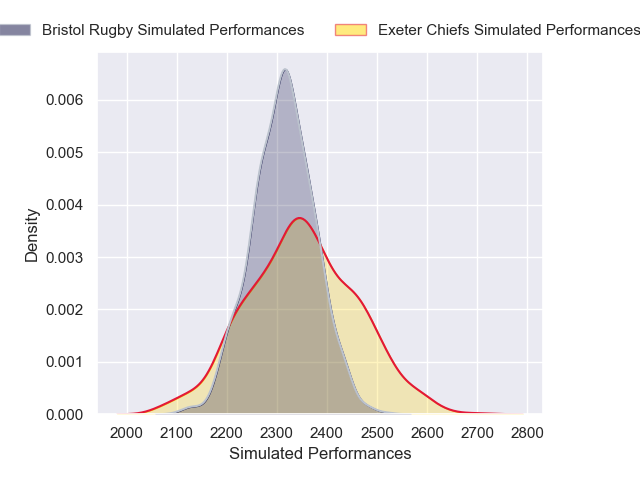 Bristol Rugby Simulated Performances
Exeter Chiefs Simulated Performances
0.006
0.005
0.004
0.003
0.002
0.001
0.000
Density
2000 2100 2200 2300 2400 2500 2600 2700 2800
Simulated Performances